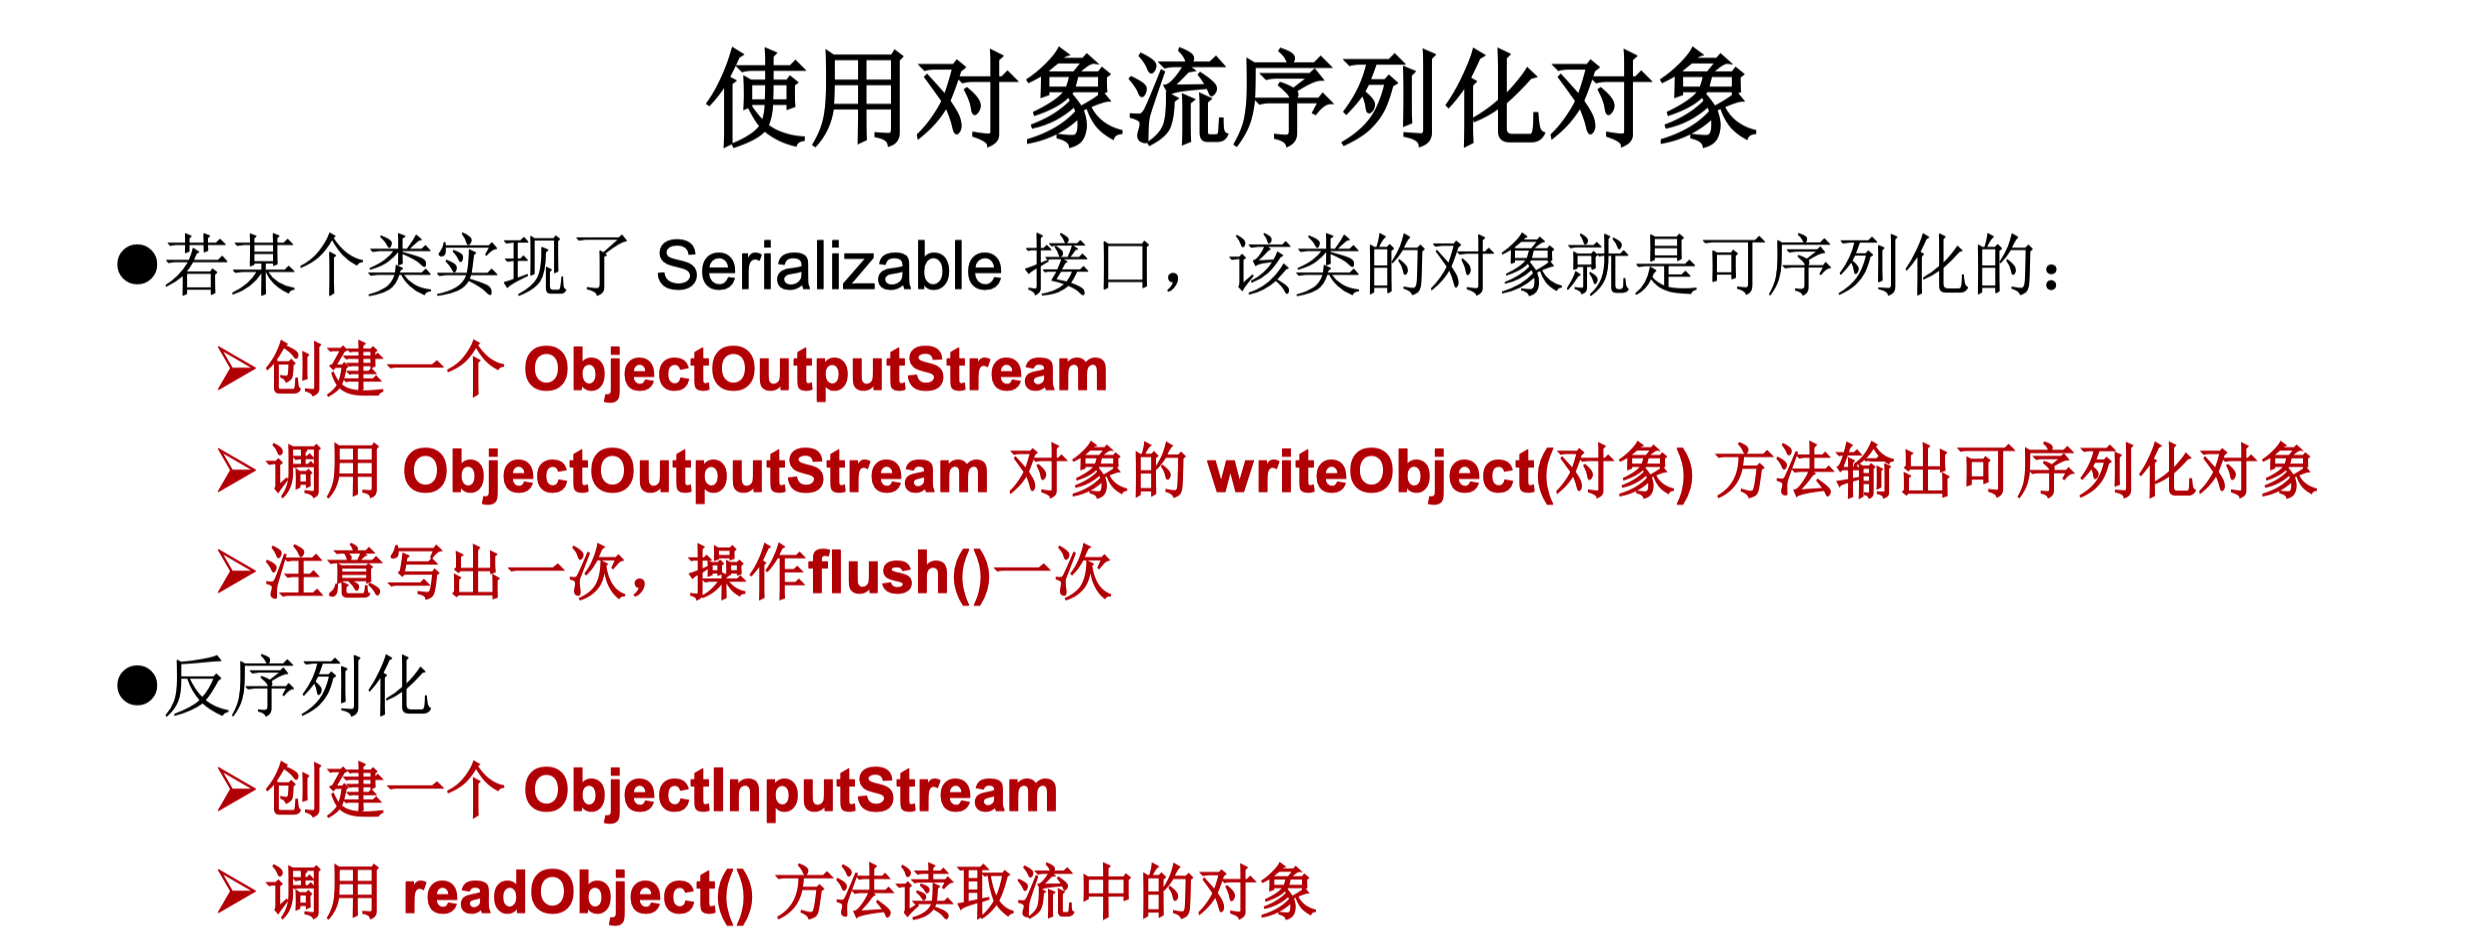 使用对象流序列化对象
●若某个类实现了 Serializable 接口，该类的对象就是可序列化的：
➢创建一个 ObjectOutputStream
➢调用 ObjectOutputStream 对象的 writeObject(对象) 方法输出可序列化对象
➢注意写出一次，操作flush()一次
●反序列化
➢创建一个 ObjectInputStream
➢调用 readObject() 方法读取流中的对象